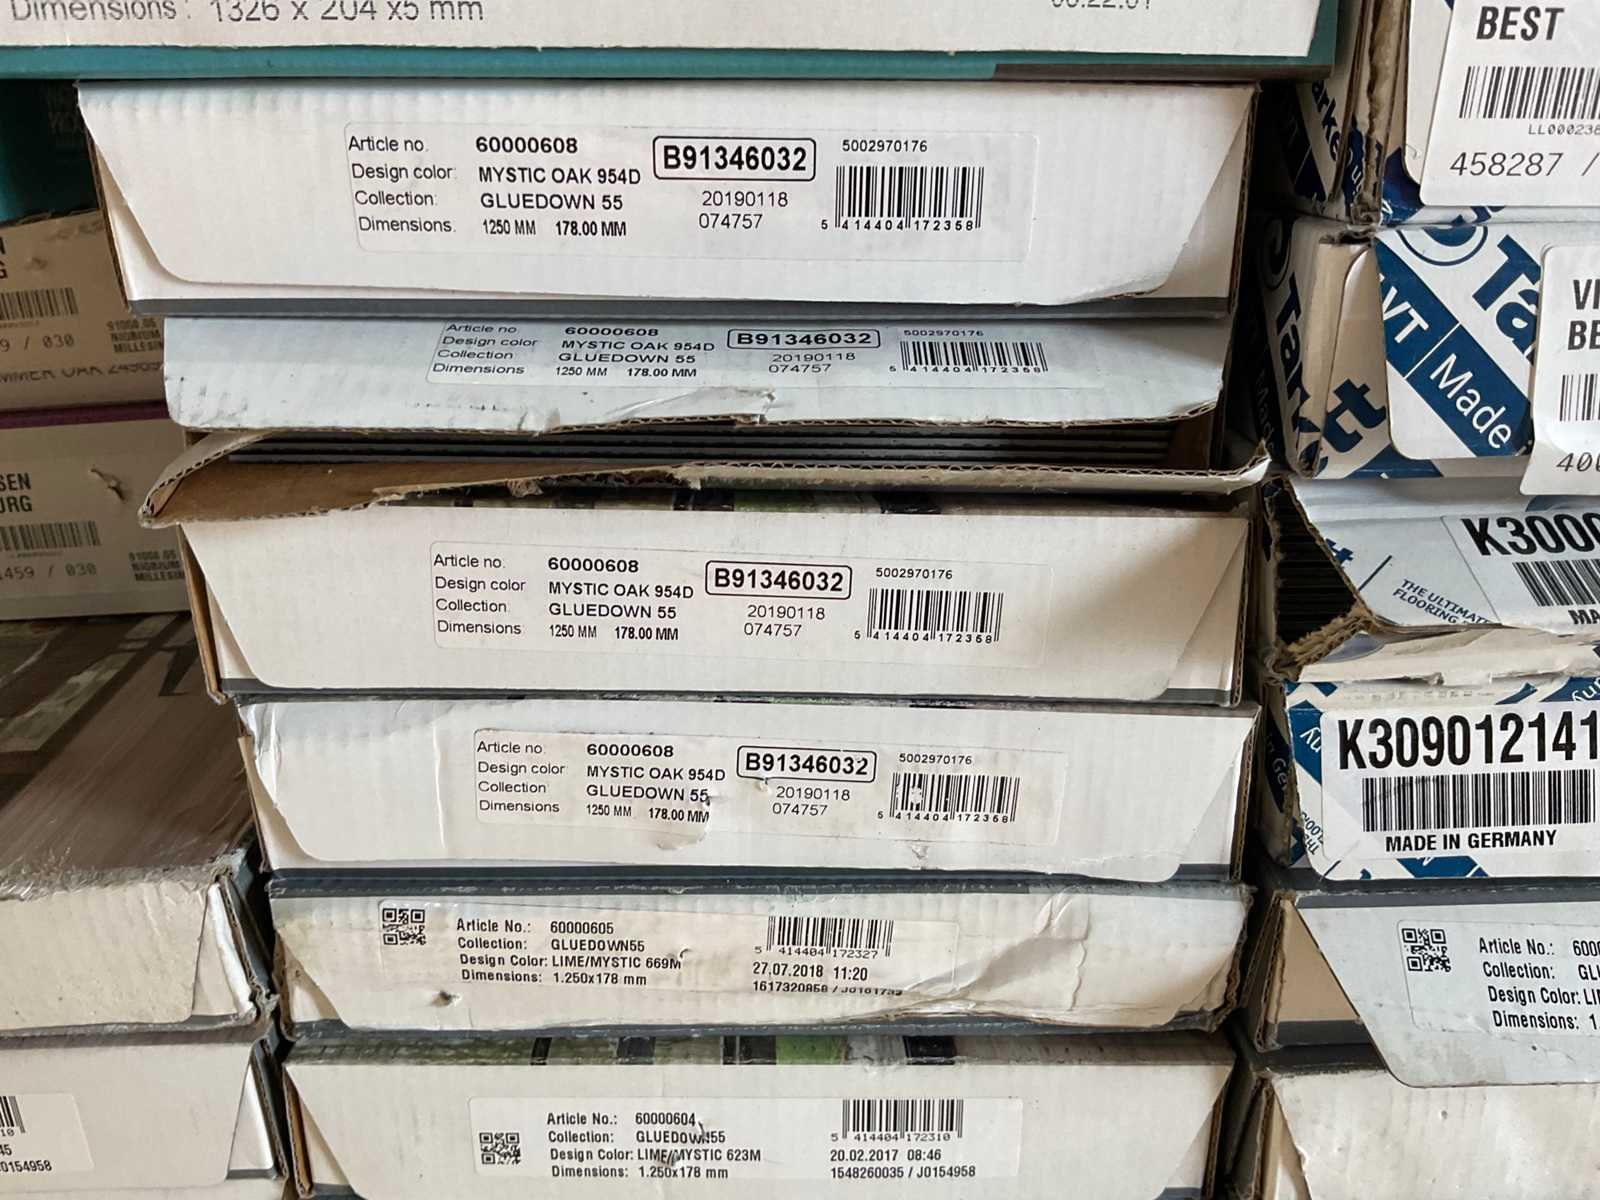 Dimensions: 1326 x 204 x5 mm
Article no. 60000608 B91346032 5002970176
Design color: MYSTIC OAK 954D
Collection: GLUEDOWN 55 20190118
Dimensions. 1250 MM 178.00 MM 074757 5 414404 172358
Article no. 60000608 B91346032 5002970176
Design color MYSTIC OAK 954D
Collection GLUEDOWN 55 20190118
Dimensions 1250 MM 178.00 MM 074757 5 414404 172358
Article no. 60000608 B91346032 5002970176
Design color MYSTIC OAK 954D
Collection GLUEDOWN 55 20190118
Dimensions 1250 MM 178.00 MM 074757 5 414404 172358
Article no. 60000608 B91346032 5002970176
Design color MYSTIC OAK 954D
Collection GLUEDOWN 55 20190118
Dimensions 1250 MM 178.00 MM 074757 5 414404 172358
Article No.: 60000605
Collection: GLUEDOWN55 5 414404 172327
Design Color: LIME/MYSTIC 669M 27.07.2018 11:20
Dimensions: 1.250x178 mm
Article No.: 60000604
Collection: GLUEDOWN55 5 414404 172310
Design Color: LIME/MYSTIC 623M 20.02.2017 08:46
Dimensions: 1.250x178 mm 1548260035 / J0154958
BEST
458287 /
Made
THE ULTIMAT
FLOORING
K309012141
MADE IN GERMANY
Article No.:
Collection:
Design Color:
Dimensions:
/ 030
459 / 030
0154958